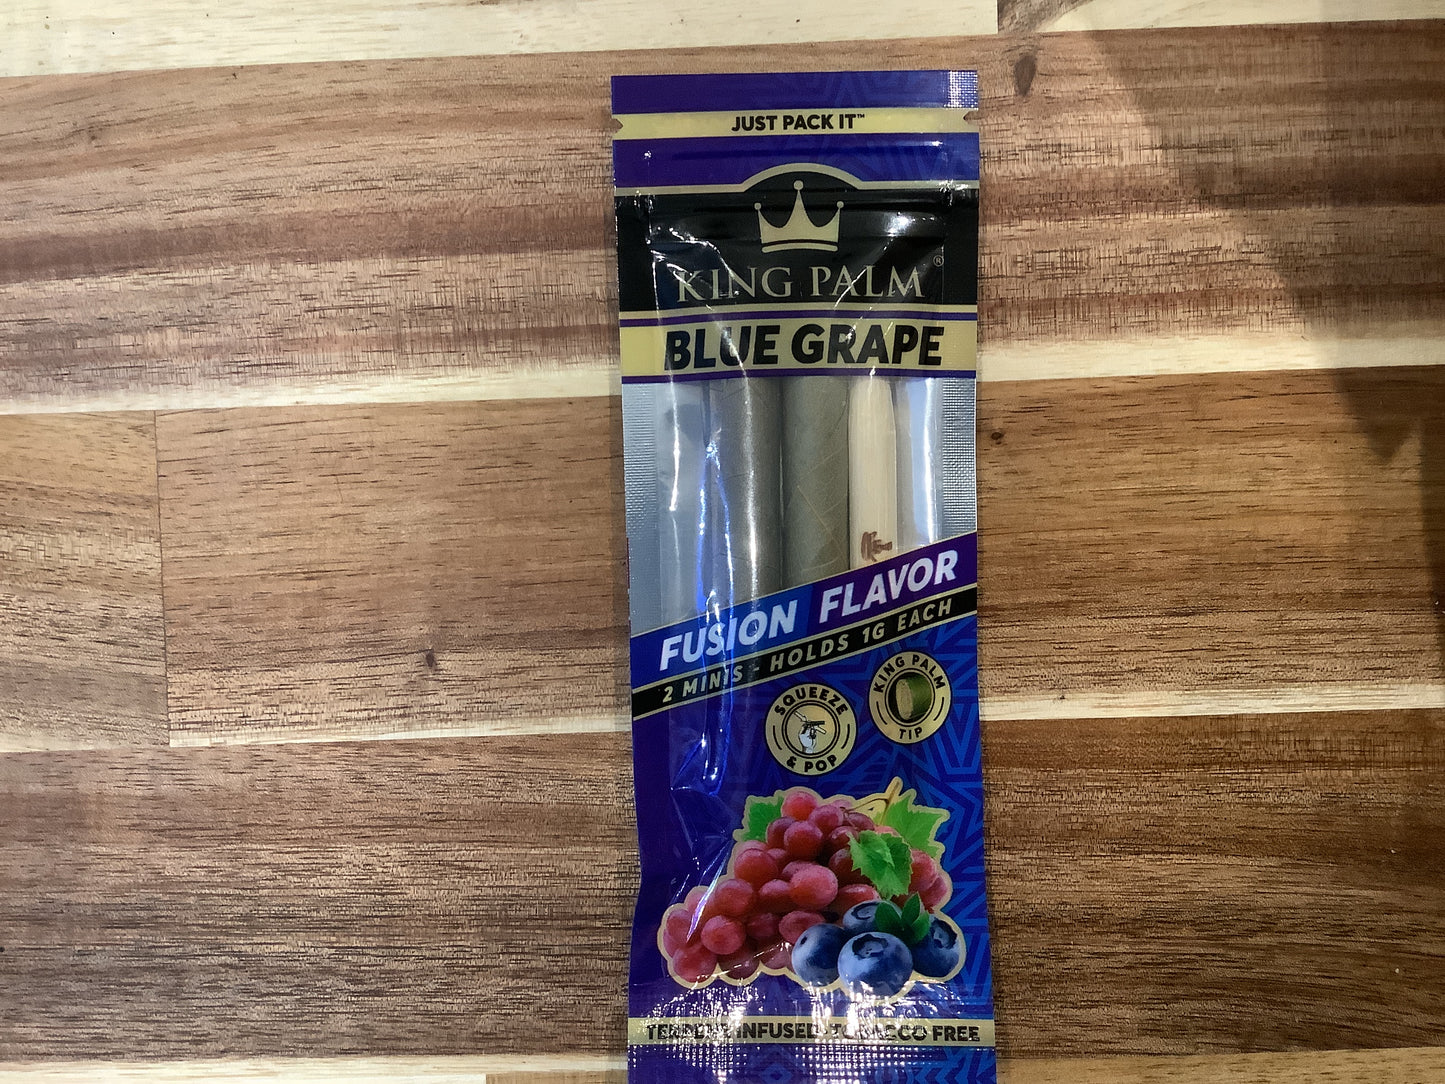 JUST PACK IT™
KING PALM®
BLUE GRAPE
FUSION FLAVOR
2 MINIS - HOLDS 1G EACH
SQUEEZE & POP
KING PALM TIP
TERPENE INFUSED • TOBACCO FREE